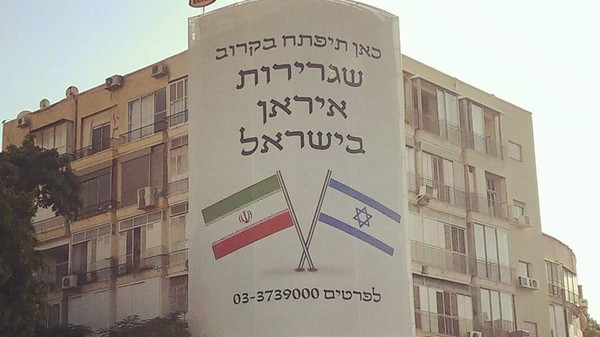 כאן תיפתח בקרוב
שגרירות
איראן
בישראל
לפרטים 03-3739000